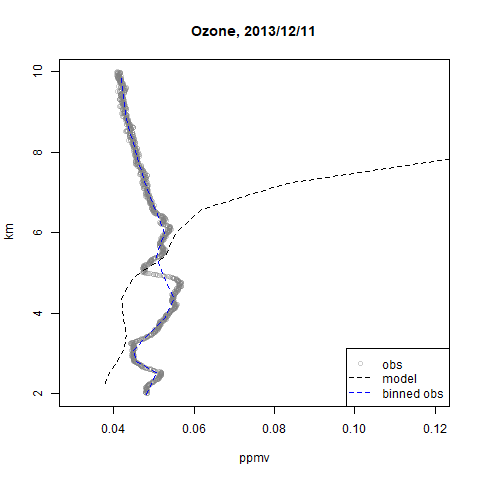 Ozone, 2013/12/11
10
8
6
4
2
km
0.04 0.06 0.08 0.10 0.12
ppmv
obs
model
binned obs